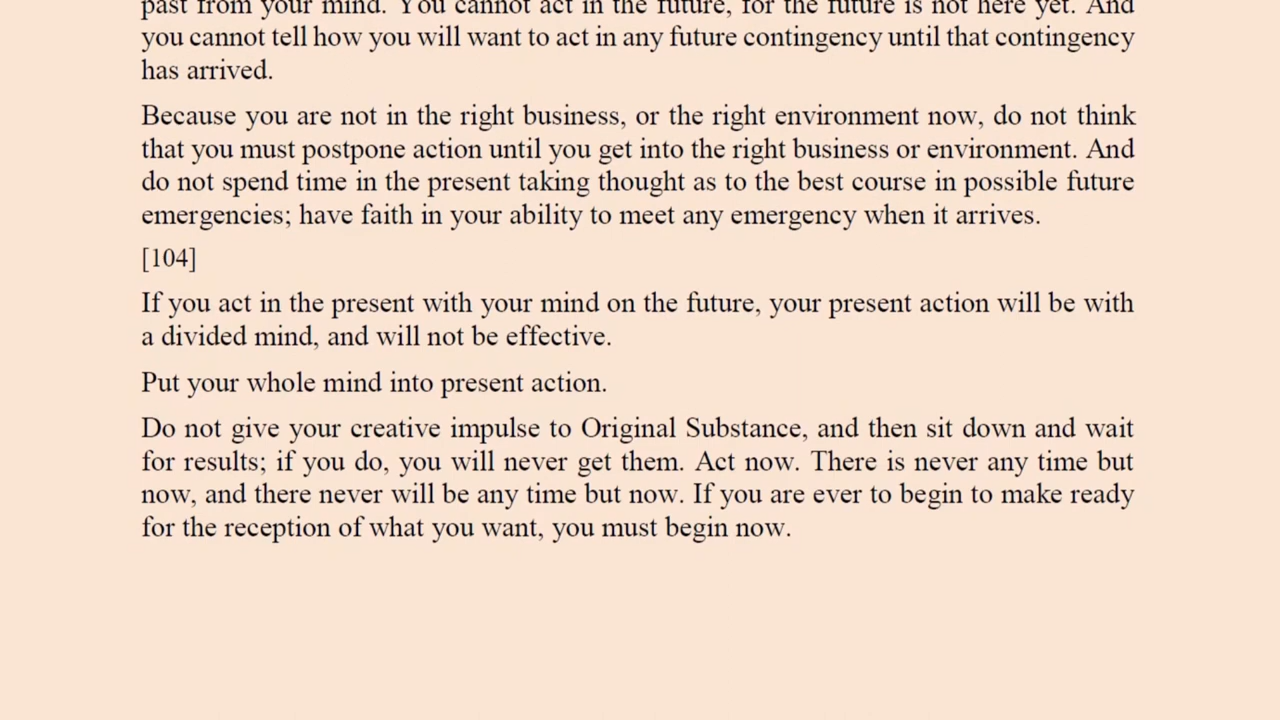 past from your mind. You cannot act in the future, for the future is not here yet. And
you cannot tell how you will want to act in any future contingency until that contingency
has arrived.
Because you are not in the right business, or the right environment now, do not think
that you must postpone action until you get into the right business or environment. And
do not spend time in the present taking thought as to the best course in possible future
emergencies; have faith in your ability to meet any emergency when it arrives.
[104]
If you act in the present with your mind on the future, your present action will be with
a divided mind, and will not be effective.
Put your whole mind into present action.
Do not give your creative impulse to Original Substance, and then sit down and wait
for results; if you do, you will never get them. Act now. There is never any time but
now, and there never will be any time but now. If you are ever to begin to make ready
for the reception of what you want, you must begin now.